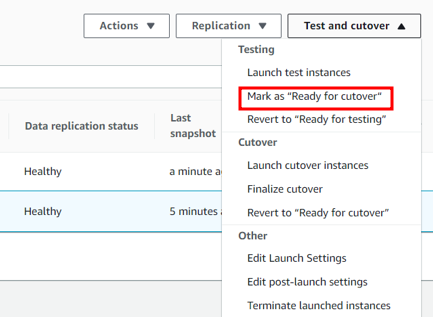 Actions ▼ Replication ▼ Test and cutover ▲
Testing
Launch test instances
Data replication status Last snapshot
Mark as “Ready for cutover”
Revert to “Ready for testing”
Cutover
Healthy a minute
Launch cutover instances
Finalize cutover
Healthy 5 minutes
Revert to “Ready for cutover”
Other
Edit Launch Settings
Edit post-launch settings
Terminate launched instances